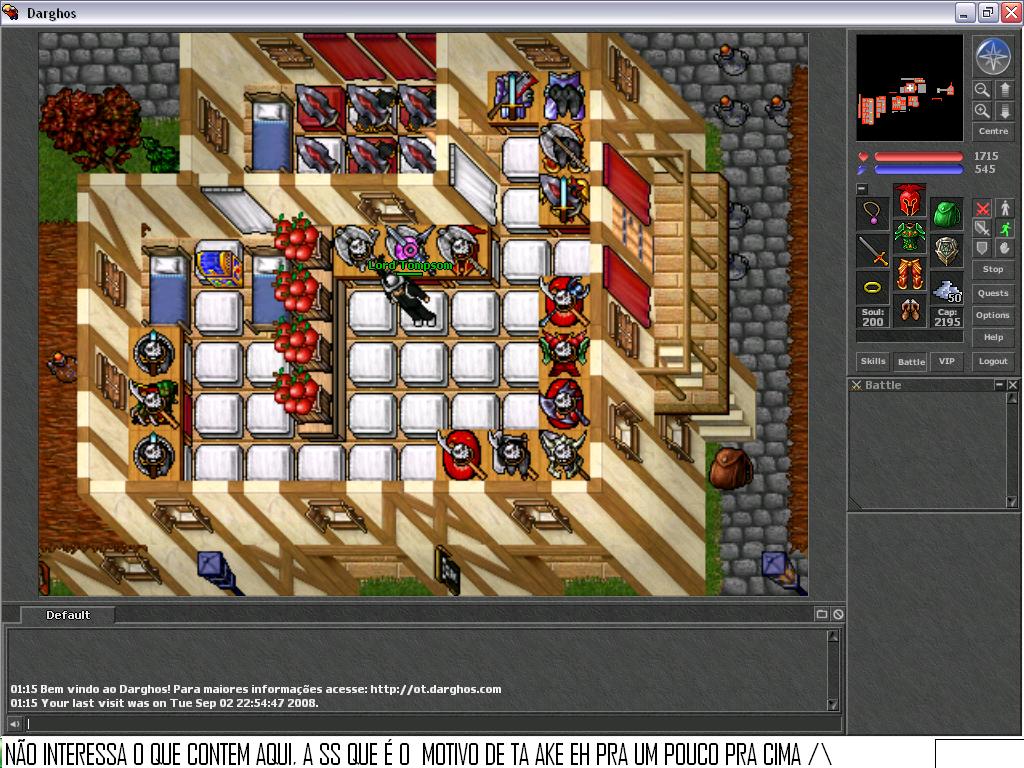 Darghos
Centre
1715
545
Lord Tompson
50
Soul:
200
Cap:
2195
Stop
Quests
Options
Help
Skills
Battle
VIP
Logout
Battle
Default
01:15 Bem vindo ao Darghos! Para maiores informações acesse: http://ot.darghos.com
01:15 Your last visit was on Tue Sep 02 22:54:47 2008.
NÃO INTERESSA O QUE CONTEM AQUI, A SS QUE É O MOTIVO DE TA AKE EH PRA UM POUCO PRA CIMA /\